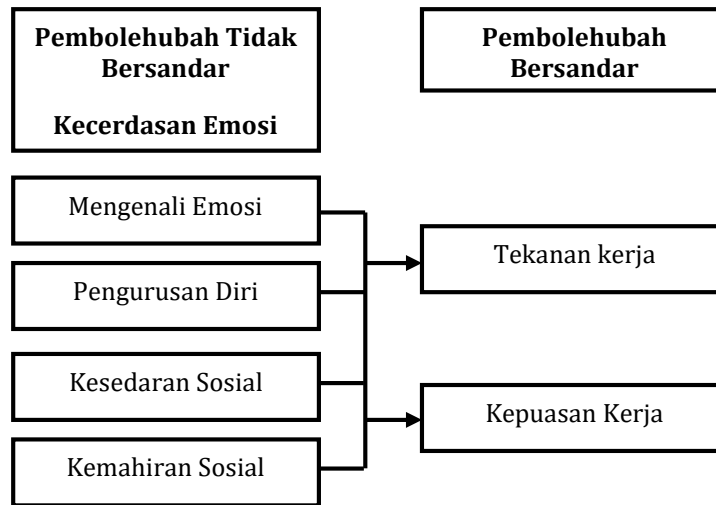 Pembolehubah Tidak
Bersandar
Kecerdasan Emosi
Pembolehubah
Bersandar
Mengenali Emosi
Pengurusan Diri
Kesedaran Sosial
Kemahiran Sosial
Tekanan kerja
Kepuasan Kerja